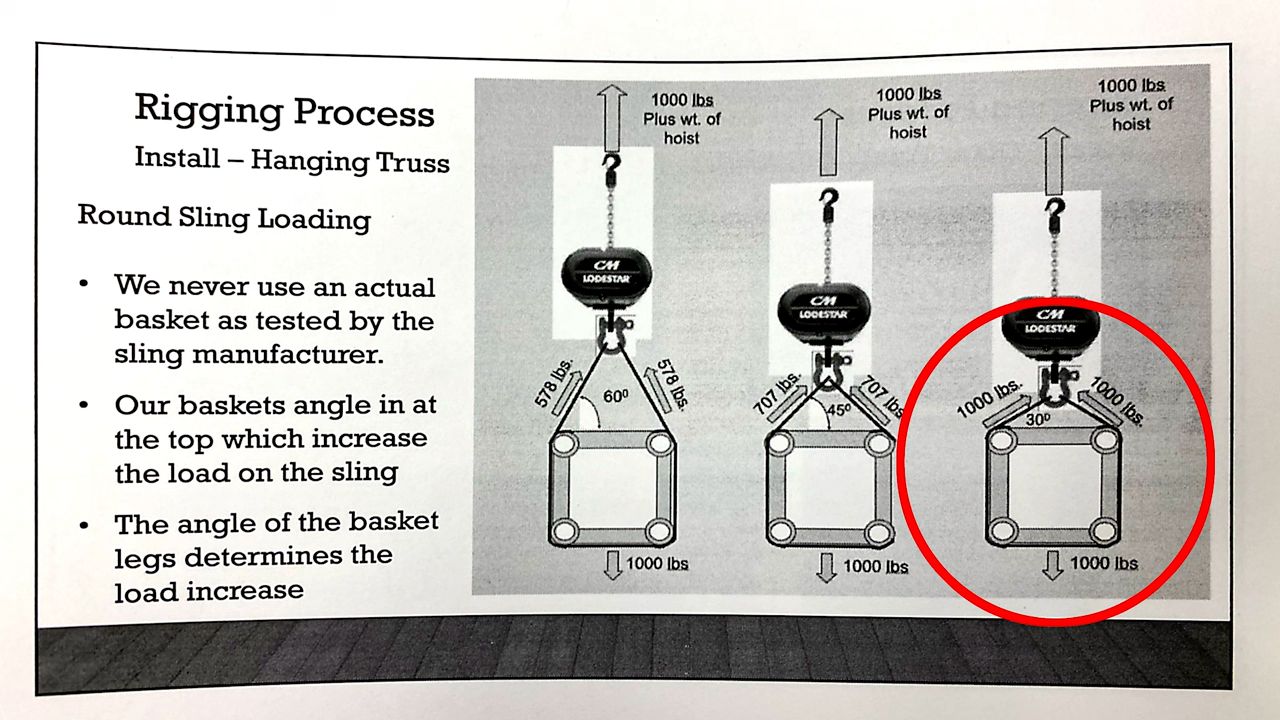 Rigging Process
Install – Hanging Truss
Round Sling Loading
• We never use an actual
basket as tested by the
sling manufacturer.
• Our baskets angle in at
the top which increase
the load on the sling
• The angle of the basket
legs determines the
load increase
1000 lbs
Plus wt. of
hoist
CM
LODESTAR
578 lbs.
578 lbs.
60º
1000 lbs
1000 lbs
Plus wt. of
hoist
CM
LODESTAR
707 lbs.
707 lbs.
45º
1000 lbs
1000 lbs
Plus wt. of
hoist
CM
LODESTAR
1000 lbs.
1000 lbs.
30º
1000 lbs